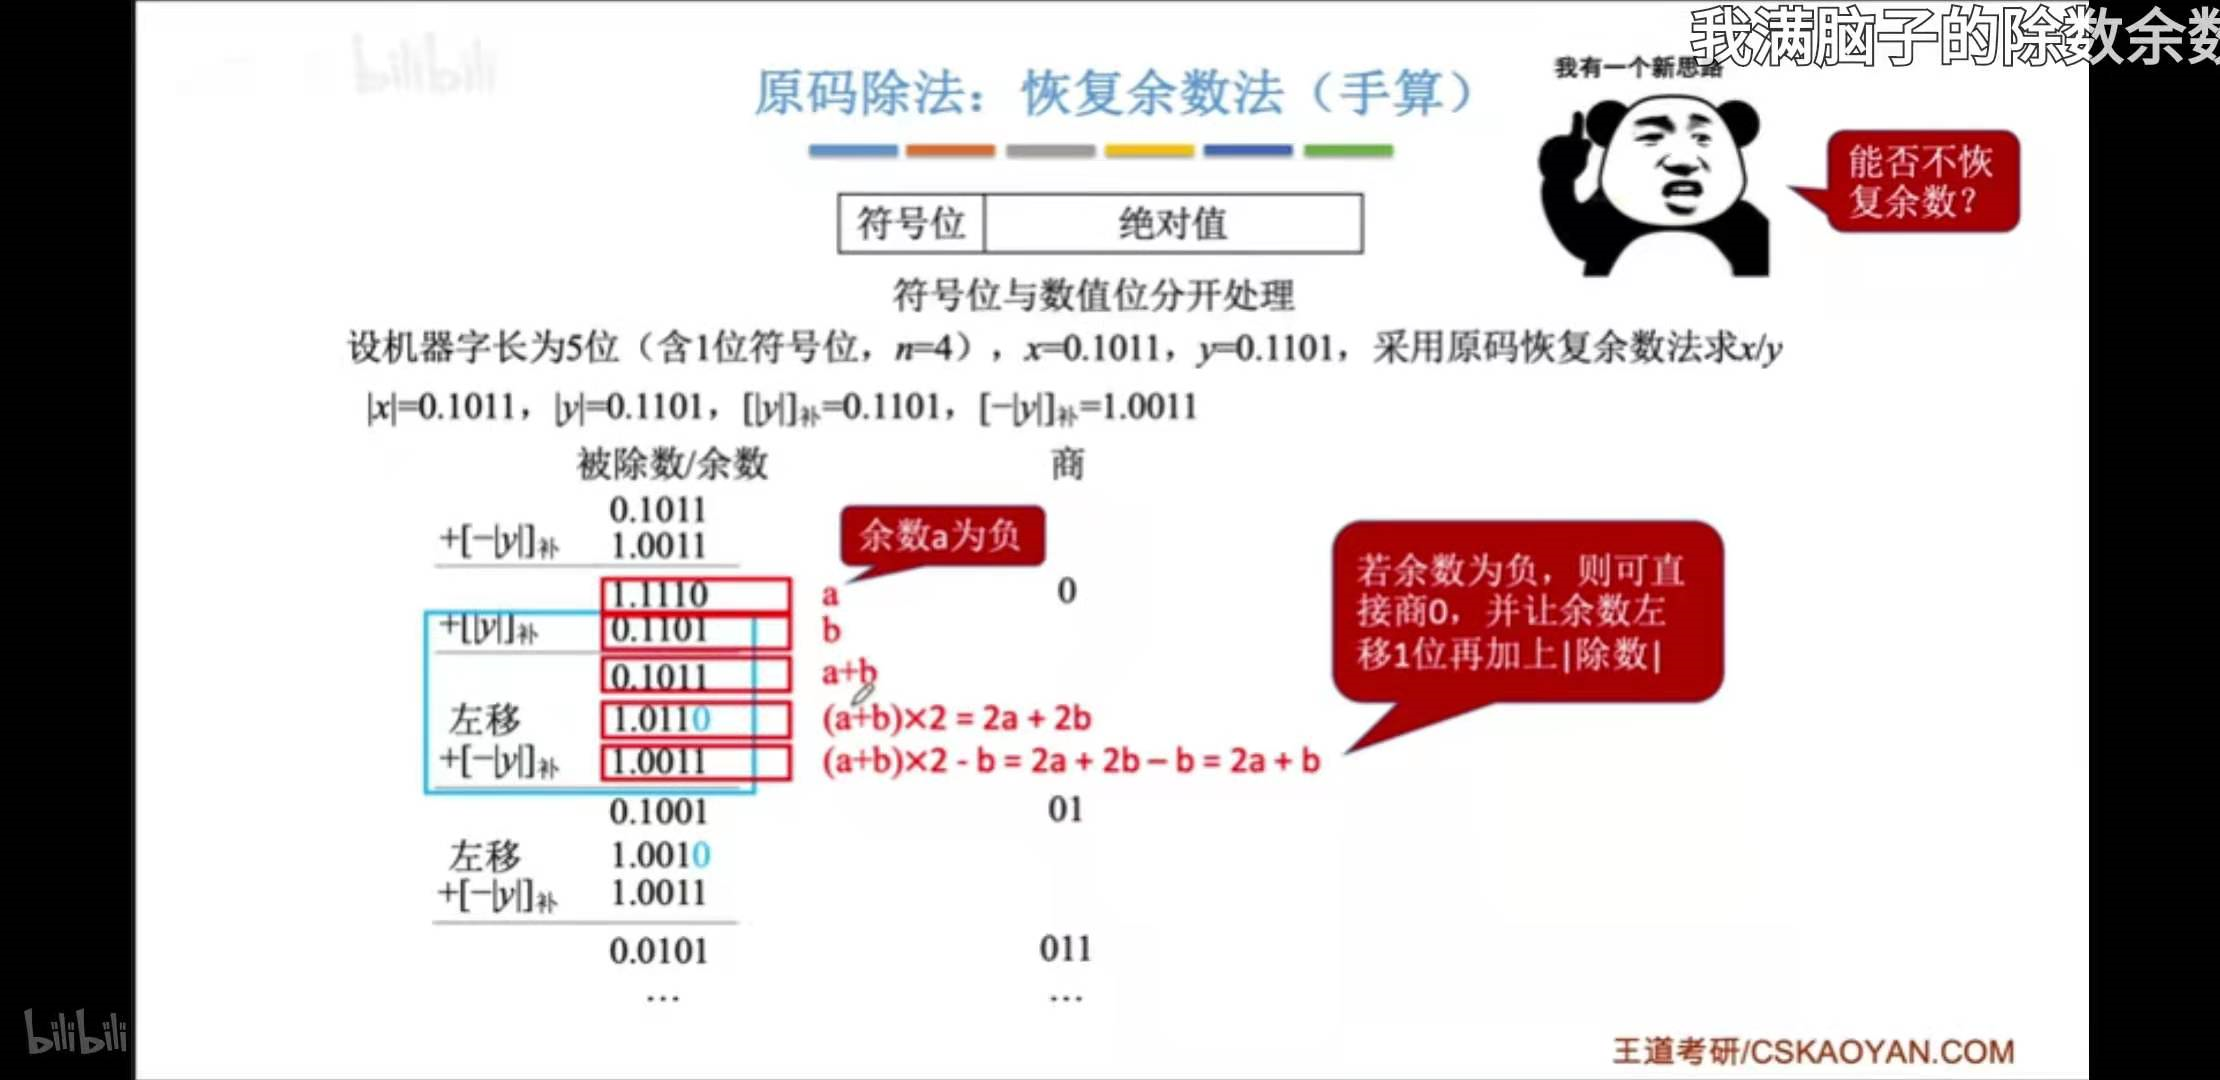 我满脑子的除数余数
bilibili
原码除法：恢复余数法（手算）
我有一个新思路
能否不恢
复余数？
符号位 绝对值
符号位与数值位分开处理
设机器字长为5位（含1位符号位，n=4），x=0.1011，y=0.1101，采用原码恢复余数法求x/y
|x|=0.1011，|y|=0.1101，[|y|]补=0.1101，[−|y|]补=1.0011
被除数/余数 商
0.1011
+[−|y|]补 1.0011
余数a为负
1.1110 a 0
+[|y|]补 0.1101 b
0.1011 a+b
左移 1.0110 (a+b)×2 = 2a + 2b
+[−|y|]补 1.0011 (a+b)×2 - b = 2a + 2b − b = 2a + b
若余数为负，则可直
接商0，并让余数左
移1位再加上|除数|
0.1001 01
左移 1.0010
+[−|y|]补 1.0011
0.0101 011
… …
bilibili
王道考研/CSKAOYAN.COM